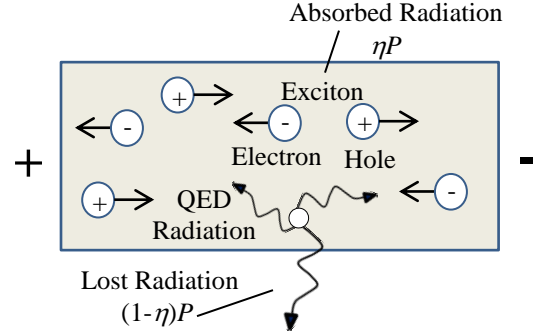 Absorbed Radiation
ηP
Exciton
+
-
-
+
Electron
Hole
+
-
+
QED
Radiation
-
Lost Radiation
(1-η)P